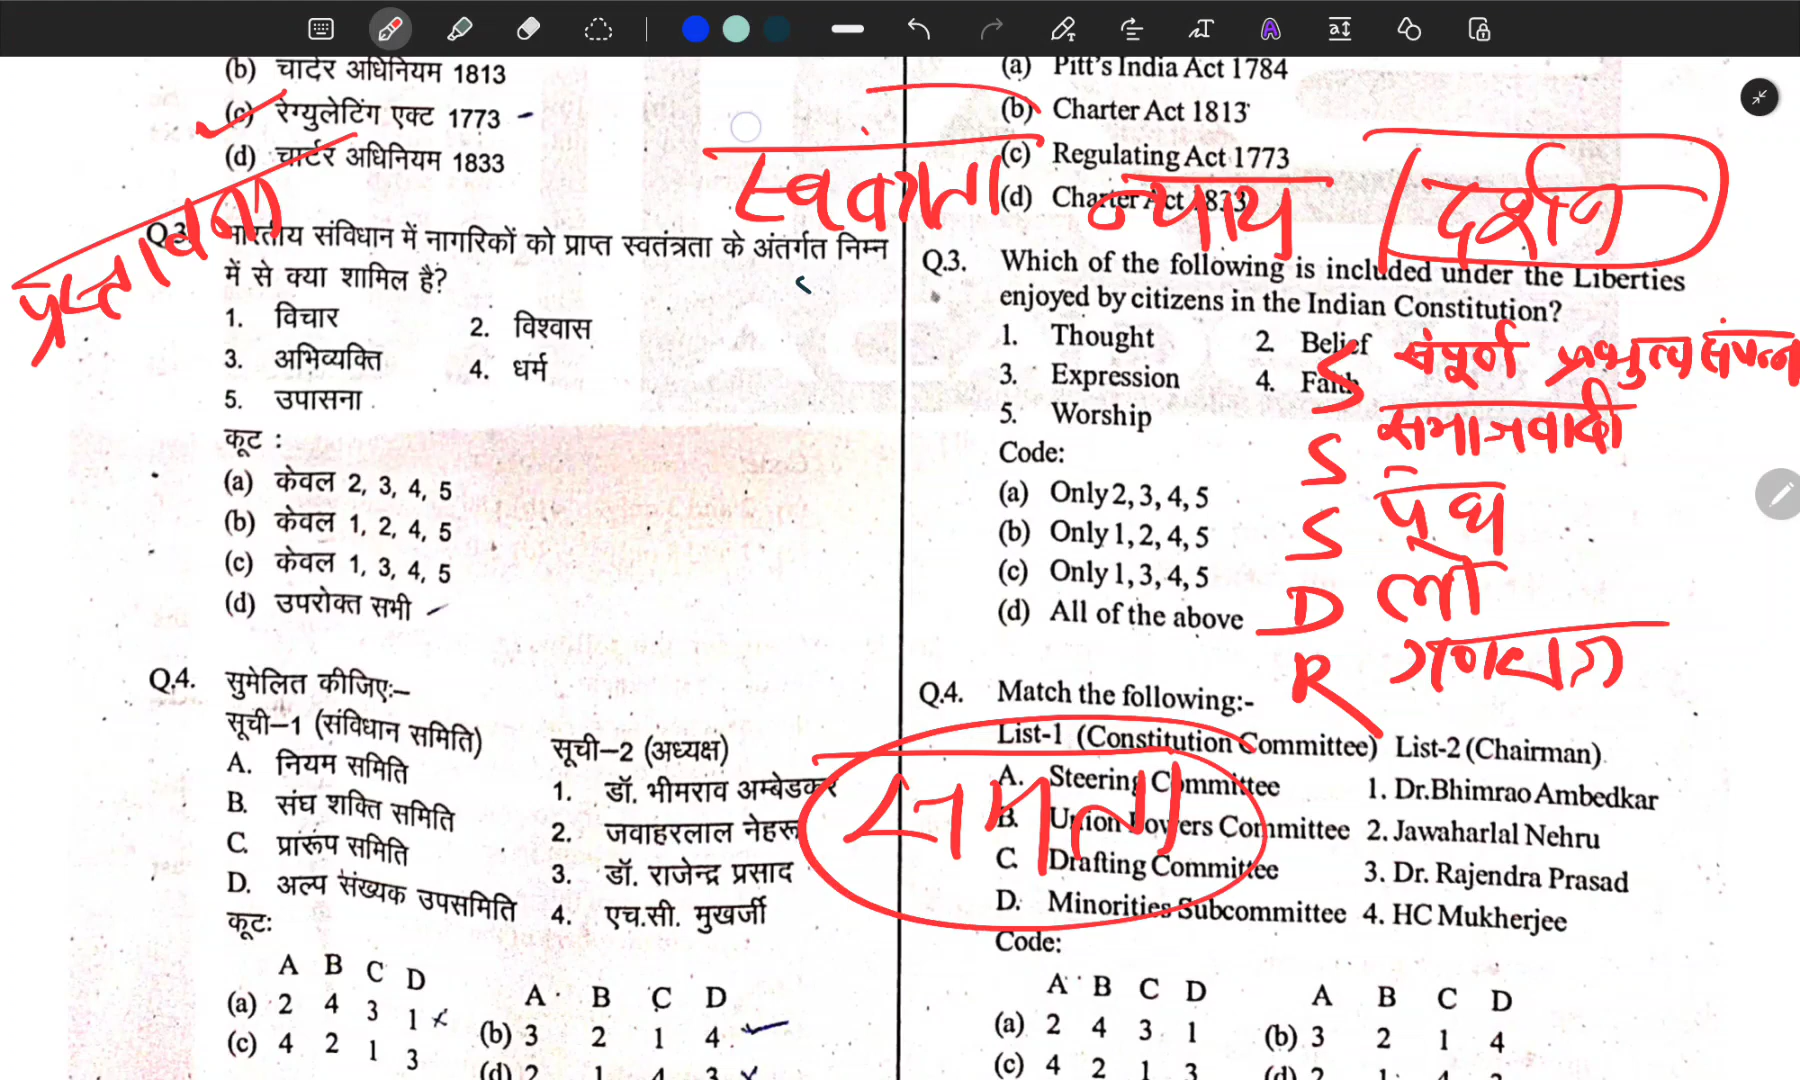 (b) चार्टर अधिनियम 1813
(c) रेग्युलेटिंग एक्ट 1773
(d) चार्टर अधिनियम 1833
प्रस्तावना
Q.3. भारतीय संविधान में नागरिकों को प्राप्त स्वतंत्रता के अंतर्गत निम्न
में से क्या शामिल है?
1. विचार 2. विश्वास
3. अभिव्यक्ति 4. धर्म
5. उपासना
कूट :
(a) केवल 2, 3, 4, 5
(b) केवल 1, 2, 4, 5
(c) केवल 1, 3, 4, 5
(d) उपरोक्त सभी
Q.4. सुमेलित कीजिए:–
सूची–1 (संविधान समिति) सूची–2 (अध्यक्ष)
A. नियम समिति 1. डॉ. भीमराव अम्बेडकर
B. संघ शक्ति समिति 2. जवाहरलाल नेहरू
C. प्रारूप समिति 3. डॉ. राजेन्द्र प्रसाद
D. अल्प संख्यक उपसमिति 4. एच.सी. मुखर्जी
कूट:
A B C D A B C D
(a) 2 4 3 1 (b) 3 2 1 4
(c) 4 2 1 3 (d) 2 1 4 3
(a) Pitt's India Act 1784
(b) Charter Act 1813
(c) Regulating Act 1773
(d) Charter Act 1833
न्याय
दर्शन
Q.3. Which of the following is included under the Liberties
enjoyed by citizens in the Indian Constitution?
1. Thought 2. Belief
3. Expression 4. Faith
5. Worship
Code:
(a) Only 2, 3, 4, 5
(b) Only 1, 2, 4, 5
(c) Only 1, 3, 4, 5
(d) All of the above
S संपूर्ण प्रभुत्व संपन्न
S समाजवादी
S पंथ
D लो
R
Q.4. Match the following:-
List-1 (Constitution Committee) List-2 (Chairman)
A. Steering Committee 1. Dr.Bhimrao Ambedkar
B. Union Powers Committee 2. Jawaharlal Nehru
C. Drafting Committee 3. Dr. Rajendra Prasad
D. Minorities Subcommittee 4. HC Mukherjee
समता
Code:
A B C D A B C D
(a) 2 4 3 1 (b) 3 2 1 4
(c) 4 2 1 3 (d) 2 1